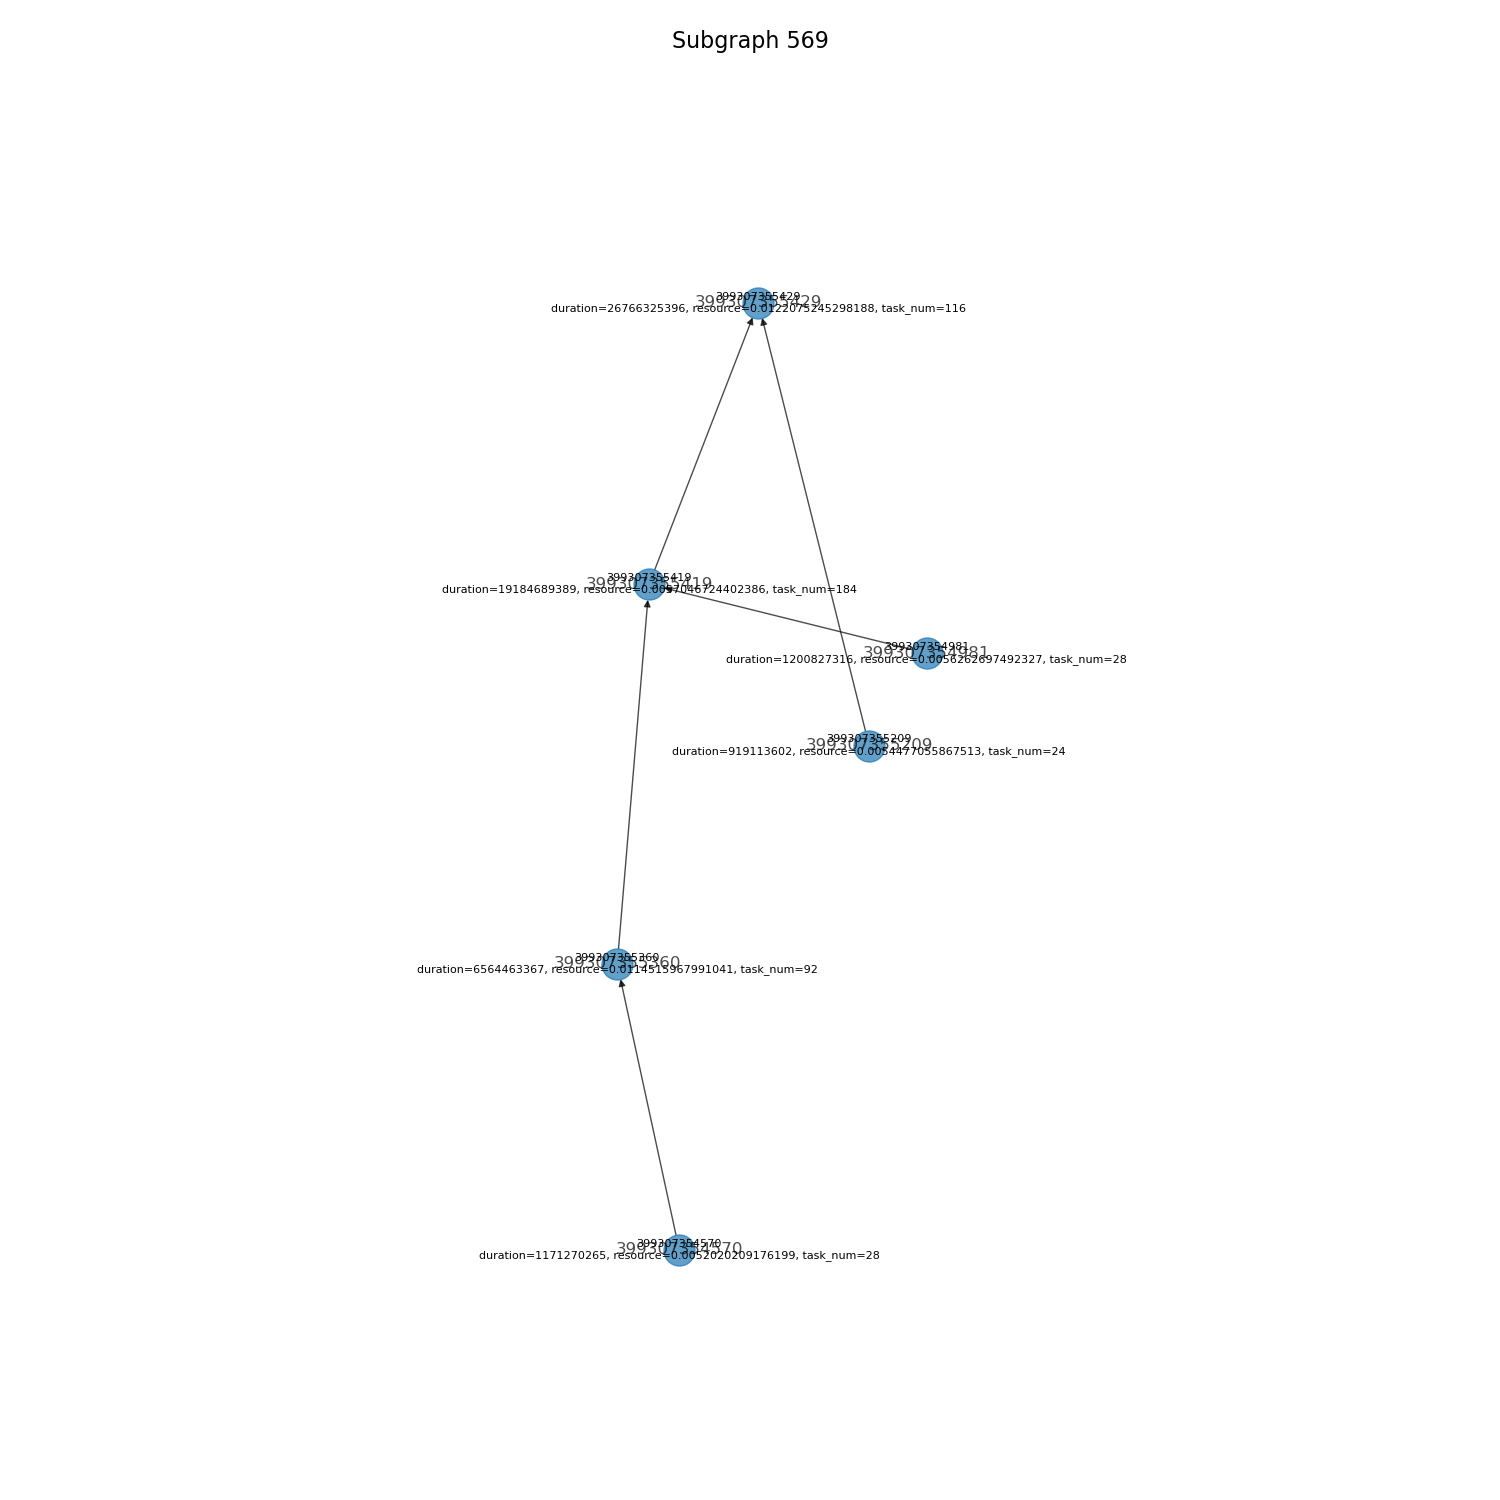 Subgraph 569
399307355429
399307355429
duration=26766325396, resource=0.0122075245298188, task_num=116
399307355419
399307355419
duration=19184689389, resource=0.0097046724402386, task_num=184
399307354981
399307354981
duration=1200827316, resource=0.0056262697492327, task_num=28
399307355209
399307355209
duration=919113602, resource=0.0054477055867513, task_num=24
399307355360
399307355360
duration=6564463367, resource=0.0114515967991041, task_num=92
399307354570
399307354570
duration=1171270265, resource=0.0052020209176199, task_num=28